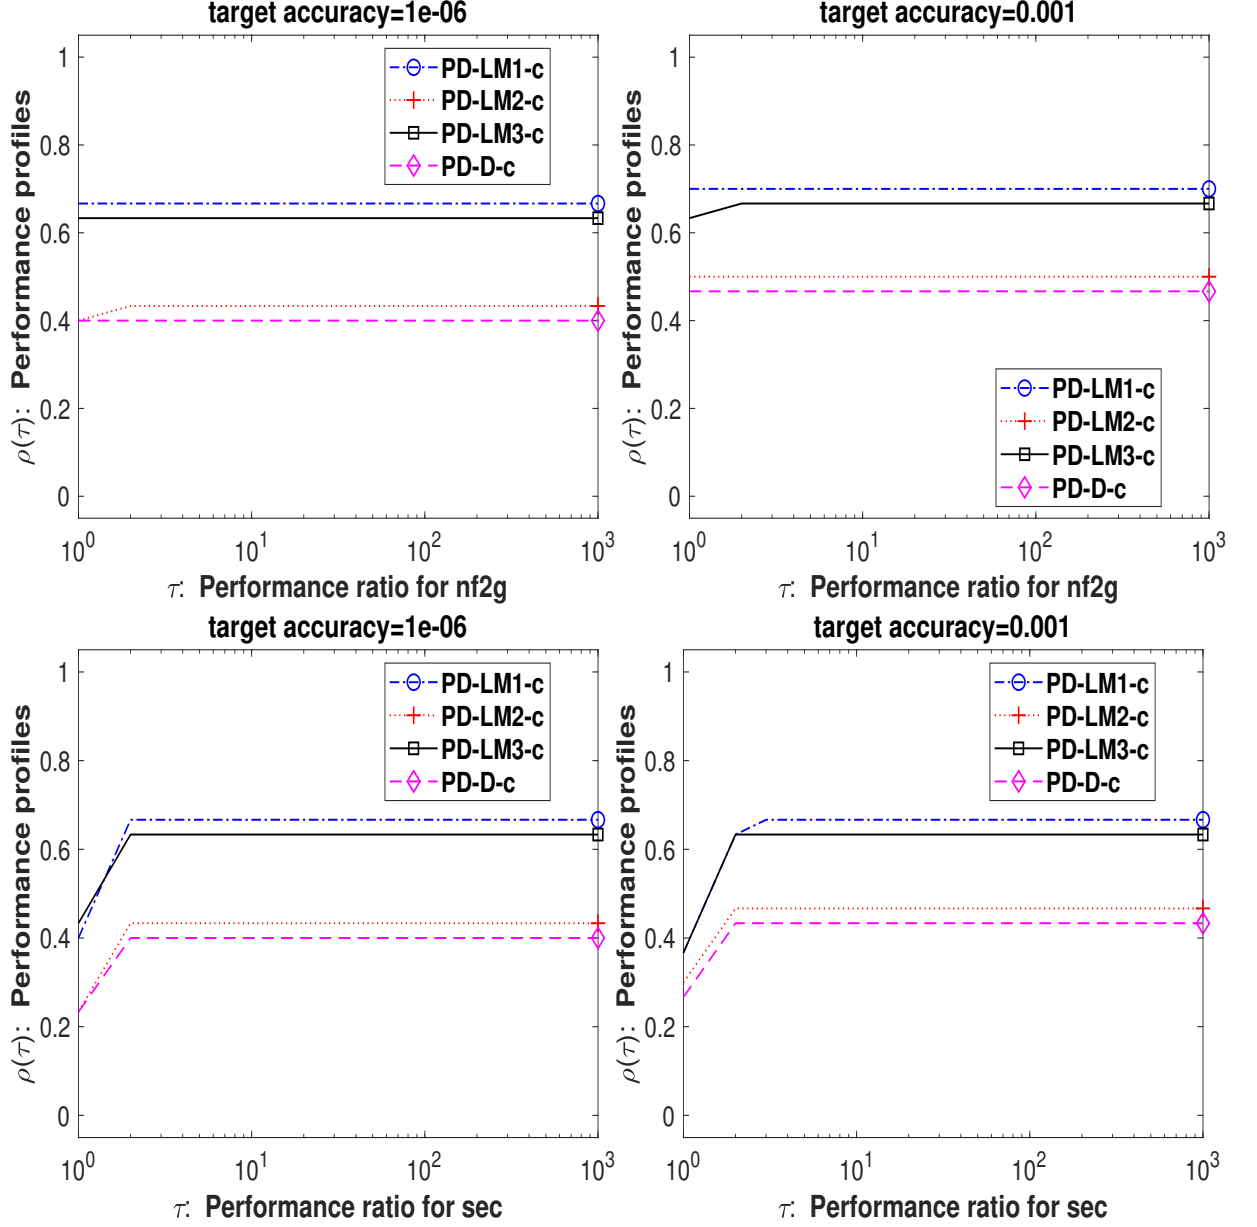 target accuracy=1e-06
ρ(τ): Performance profiles
1
0.8
0.6
0.4
0.2
0
PD-LM1-c
PD-LM2-c
PD-LM3-c
PD-D-c
10^0 10^1 10^2 10^3
τ: Performance ratio for nf2g
target accuracy=0.001
ρ(τ): Performance profiles
1
0.8
0.6
0.4
0.2
0
PD-LM1-c
PD-LM2-c
PD-LM3-c
PD-D-c
10^0 10^1 10^2 10^3
τ: Performance ratio for nf2g
target accuracy=1e-06
ρ(τ): Performance profiles
1
0.8
0.6
0.4
0.2
0
PD-LM1-c
PD-LM2-c
PD-LM3-c
PD-D-c
10^0 10^1 10^2 10^3
τ: Performance ratio for sec
target accuracy=0.001
ρ(τ): Performance profiles
1
0.8
0.6
0.4
0.2
0
PD-LM1-c
PD-LM2-c
PD-LM3-c
PD-D-c
10^0 10^1 10^2 10^3
τ: Performance ratio for sec